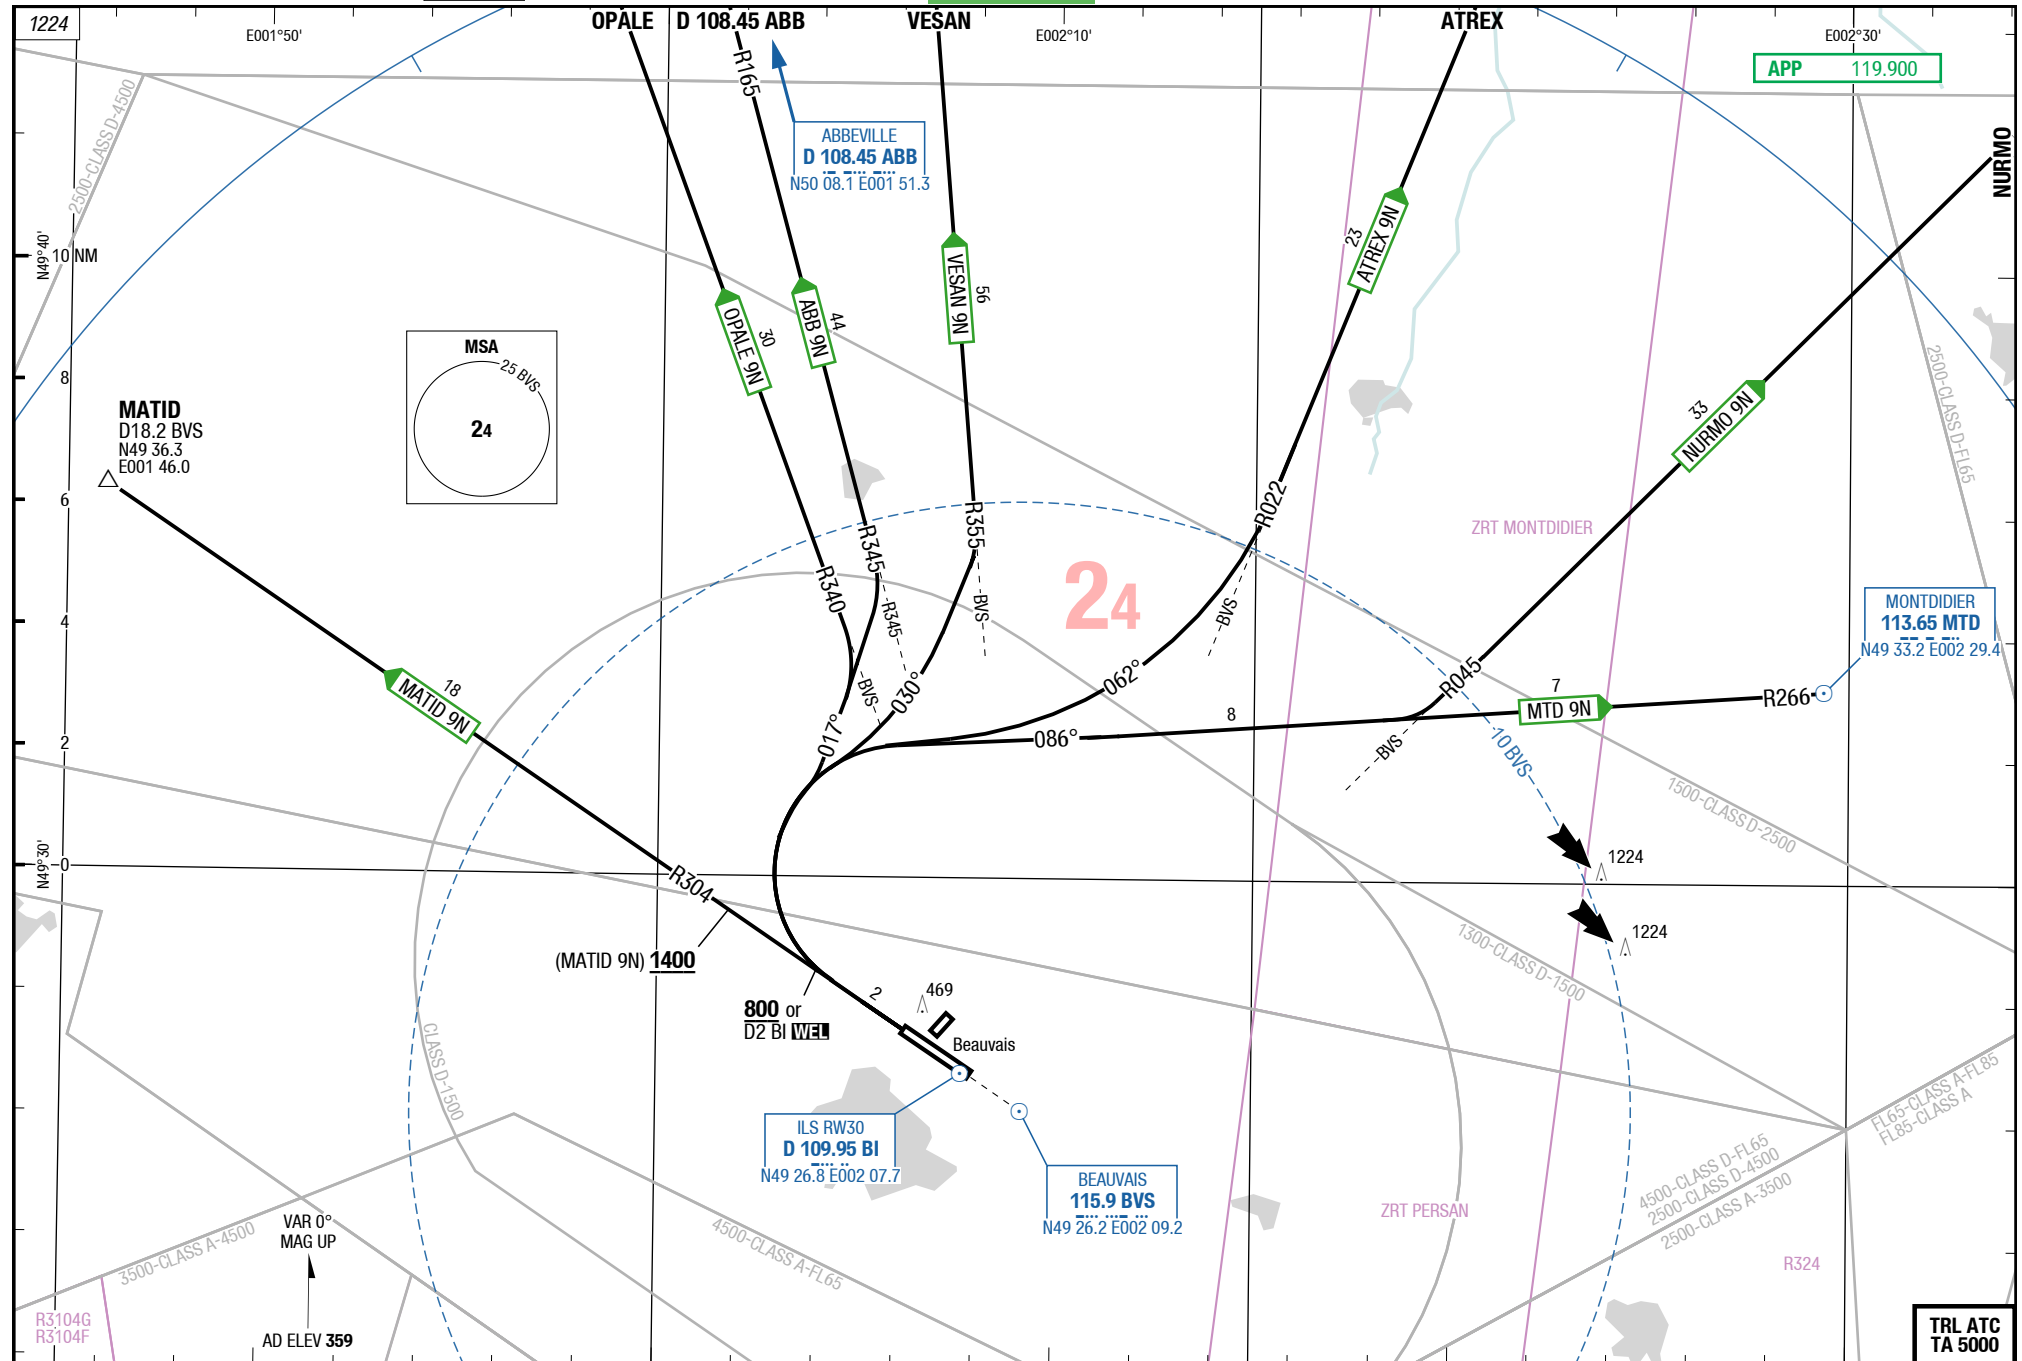 1224
OPALE
D 108.45 ABB
VESAN
ATREX
E001°50'
E002°10'
E002°30'
APP 119.900
NURMO
2500-CLASS D-4500
R165
ABBEVILLE
D 108.45 ABB
N50 08.1 E001 51.3
N49°40'
10 NM
8
6
4
2
0
N49°30'
MSA
25 BVS
24
MATID
D18.2 BVS
N49 36.3
E001 46.0
OPALE 9N
30
ABB 9N
44
VESAN 9N
56
ATREX 9N
23
NURMO 9N
33
2500-CLASS D-FL65
ZRT MONTDIDIER
R340
R345
R345
R355
R022
R045
BVS
BVS
BVS
BVS
24
MONTDIDIER
113.65 MTD
N49 33.2 E002 29.4
MATID 9N
18
017°
030°
062°
086°
8
7
MTD 9N
R266
10 BVS
1500-CLASS D-2500
1224
1224
1300-CLASS D-1500
R304
(MATID 9N) 1400
800 or
D2 BI WEL
2
469
Beauvais
CLASS D-1500
ILS RW30
D 109.95 BI
N49 26.8 E002 07.7
BEAUVAIS
115.9 BVS
N49 26.2 E002 09.2
FL65-CLASS A-FL85
FL85-CLASS A
4500-CLASS D-FL65
2500-CLASS D-4500
2500-CLASS A-3500
ZRT PERSAN
R324
3500-CLASS A-4500
4500-CLASS A-FL65
VAR 0°
MAG UP
AD ELEV 359
R3104G
R3104F
TRL ATC
TA 5000